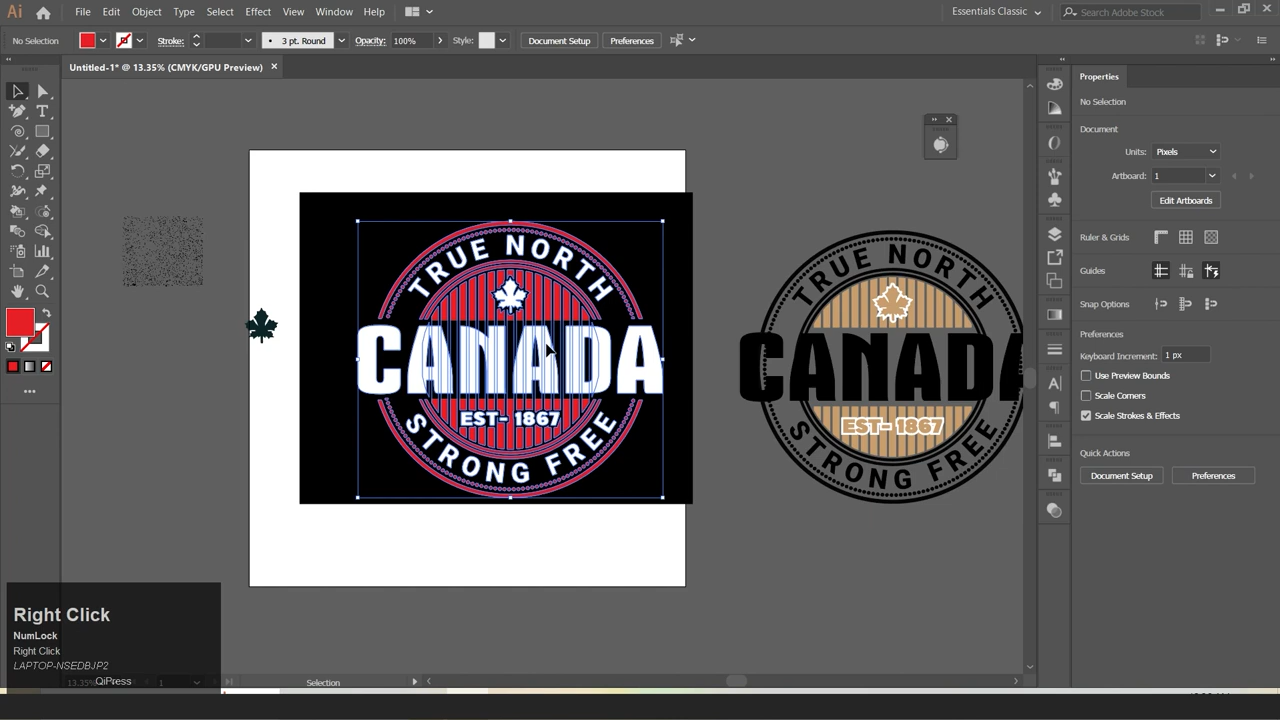 Ai File Edit Object Type Select Effect View Window Help Essentials Classic Search Adobe Stock
No Selection Stroke: 3 pt. Round Opacity: 100% Style: Document Setup Preferences
Untitled-1* @ 13.35% (CMYK/GPU Preview)
Properties
No Selection
Document
Units: Pixels
Artboard: 1
Edit Artboards
Ruler & Grids
Guides
Snap Options
Preferences
Keyboard Increment: 1 px
Use Preview Bounds
Scale Corners
Scale Strokes & Effects
Quick Actions
Document Setup Preferences
TRUE NORTH
CANADA
EST- 1867
STRONG FREE
TRUE NORTH
CANADA
EST- 1867
STRONG FREE
Right Click
NumLock
Right Click
LAPTOP-NSEDBJP2
QiPress
13.35% 1 Selection